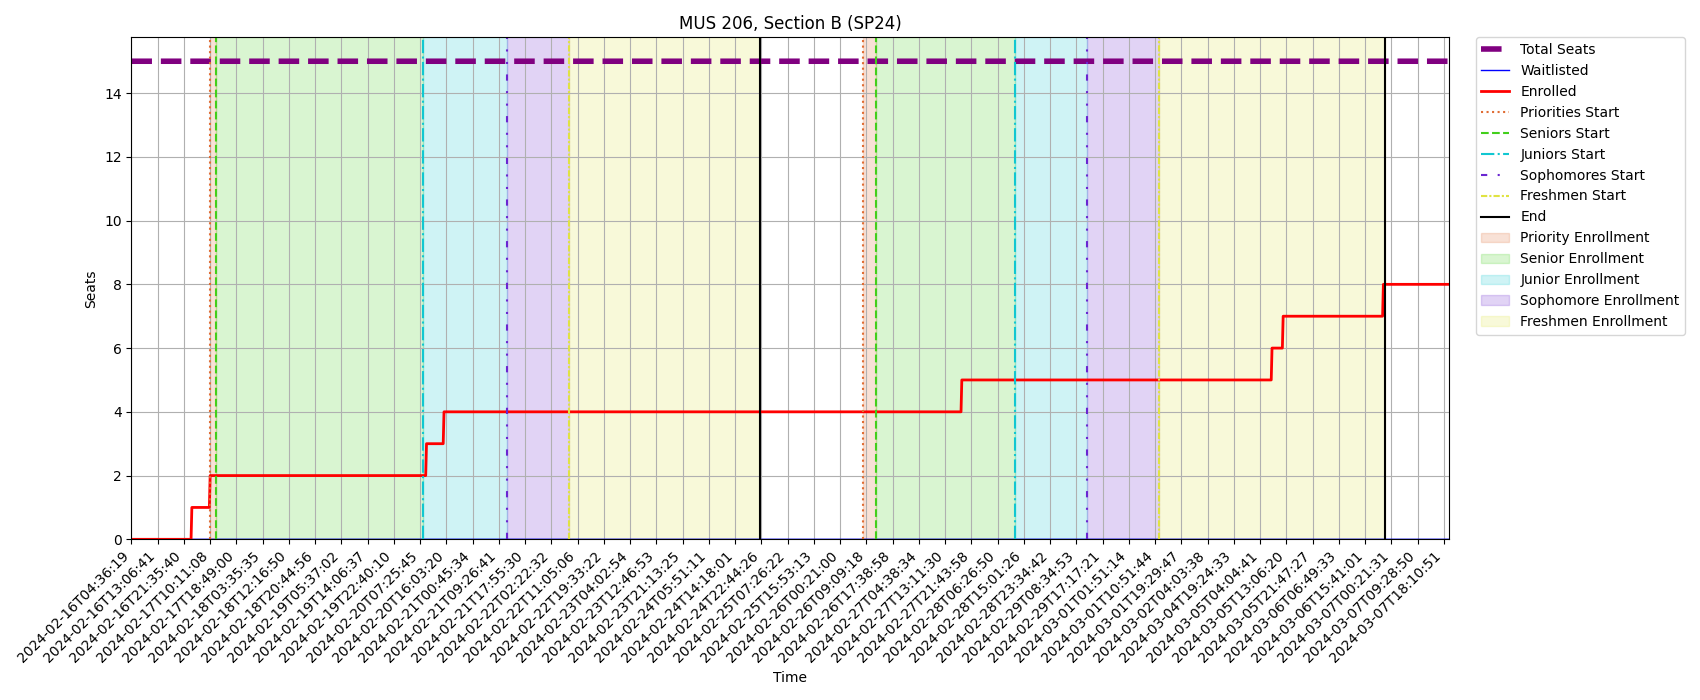 MUS 206, Section B (SP24)
Seats
14
12
10
8
6
4
2
0
2024-02-16T04:36:19
2024-02-16T13:06:41
2024-02-16T21:35:40
2024-02-17T10:11:08
2024-02-17T18:49:00
2024-02-18T03:35:35
2024-02-18T12:16:50
2024-02-18T20:44:56
2024-02-19T05:37:02
2024-02-19T14:06:37
2024-02-19T22:40:10
2024-02-20T07:25:45
2024-02-20T16:03:20
2024-02-21T00:45:34
2024-02-21T09:26:41
2024-02-21T17:55:30
2024-02-22T02:22:32
2024-02-22T11:05:06
2024-02-22T19:33:22
2024-02-23T04:02:54
2024-02-23T12:46:53
2024-02-23T21:13:25
2024-02-24T05:51:11
2024-02-24T14:18:01
2024-02-24T22:44:26
2024-02-25T07:26:22
2024-02-25T15:53:13
2024-02-26T00:21:00
2024-02-26T09:09:18
2024-02-26T17:38:58
2024-02-27T04:38:34
2024-02-27T13:11:30
2024-02-27T21:43:58
2024-02-28T06:26:50
2024-02-28T15:01:26
2024-02-28T23:34:42
2024-02-29T08:34:53
2024-02-29T17:17:21
2024-03-01T01:51:14
2024-03-01T10:51:44
2024-03-01T19:29:47
2024-03-02T04:03:38
2024-03-04T19:24:33
2024-03-05T04:04:41
2024-03-05T13:06:20
2024-03-05T21:47:27
2024-03-06T06:49:33
2024-03-06T15:41:01
2024-03-07T00:21:31
2024-03-07T09:28:50
2024-03-07T18:10:51
Time
Total Seats
Waitlisted
Enrolled
Priorities Start
Seniors Start
Juniors Start
Sophomores Start
Freshmen Start
End
Priority Enrollment
Senior Enrollment
Junior Enrollment
Sophomore Enrollment
Freshmen Enrollment